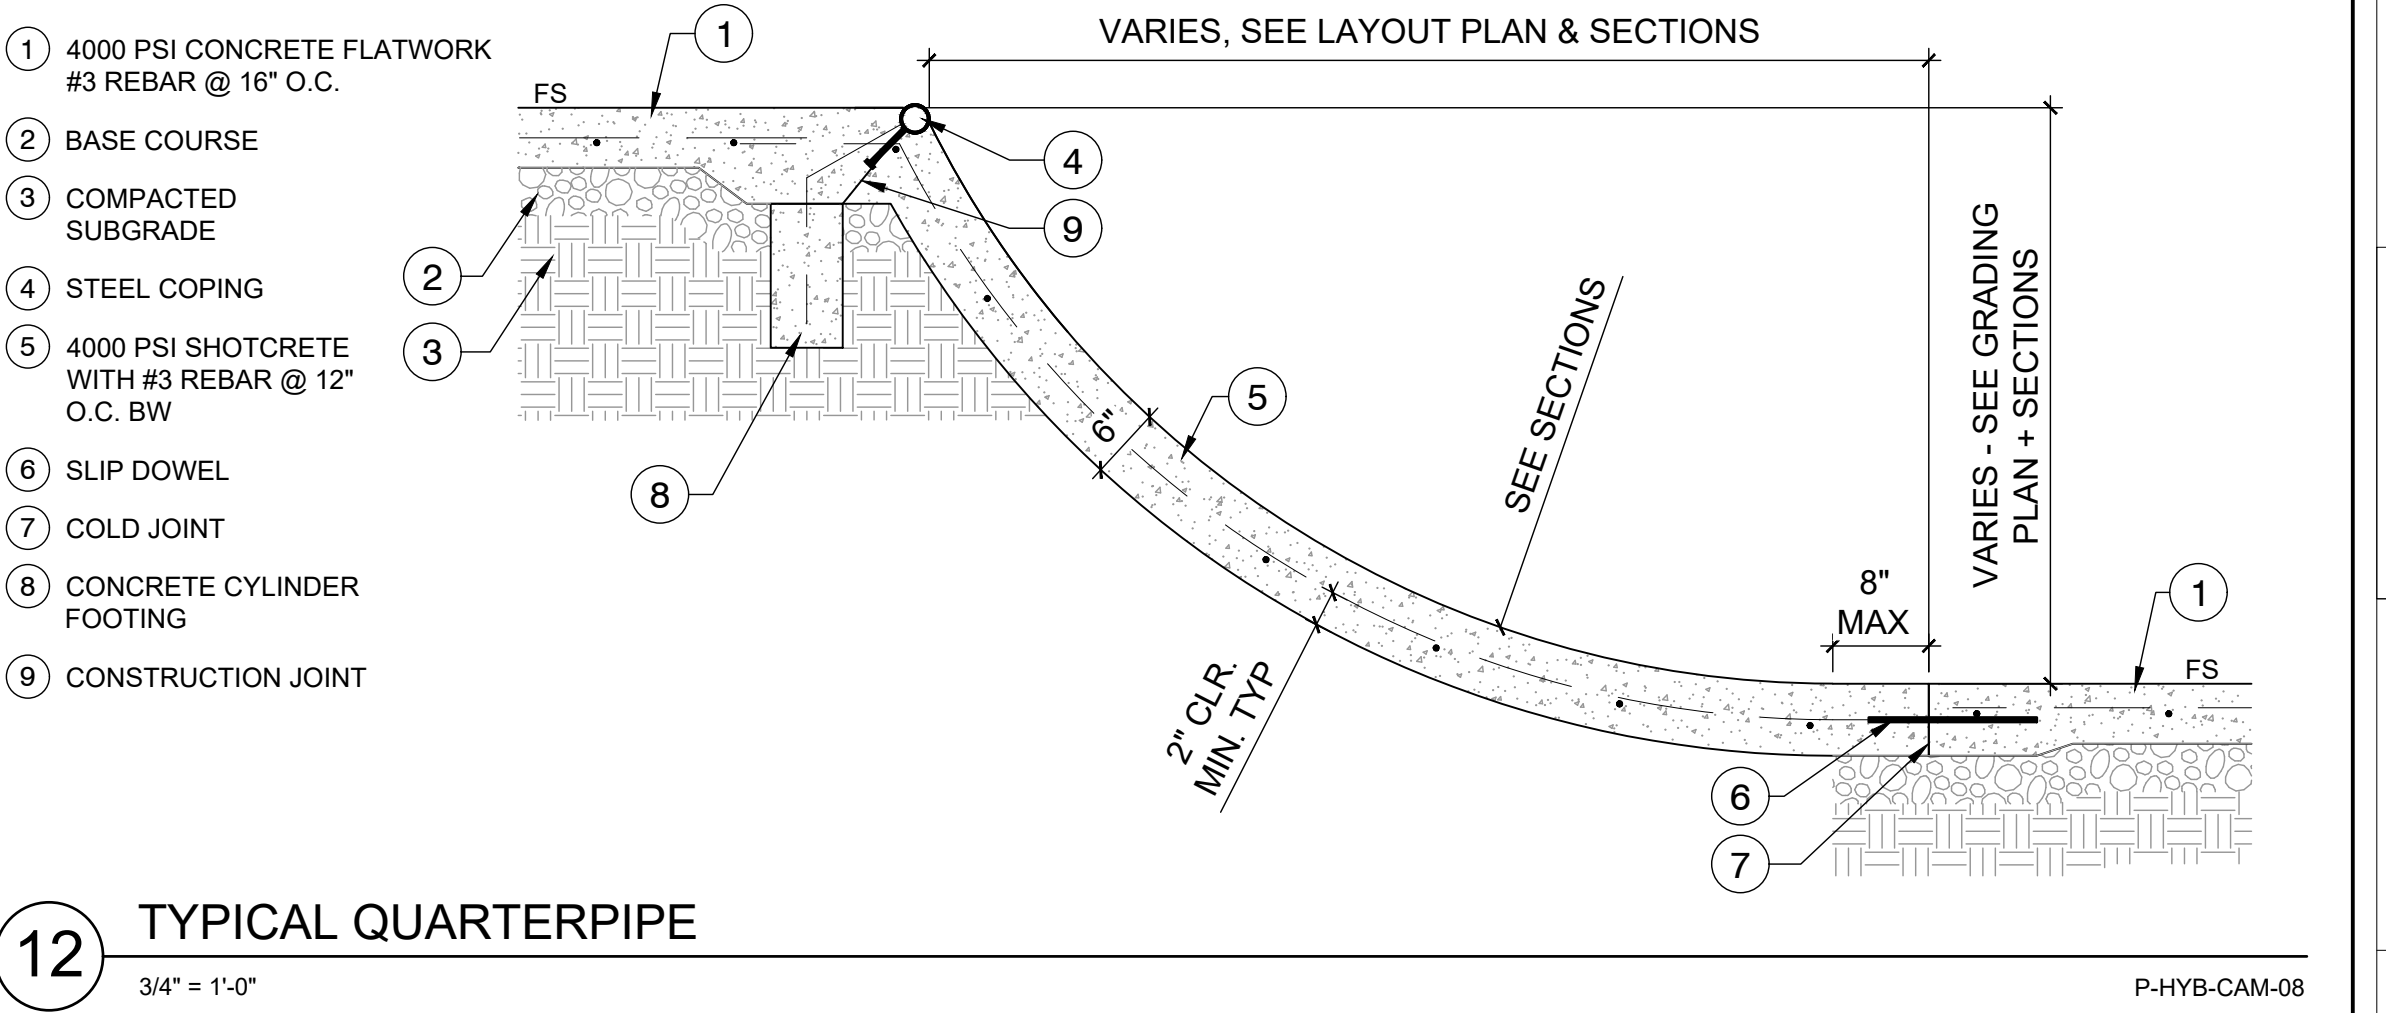 1 4000 PSI CONCRETE FLATWORK
#3 REBAR @ 16" O.C.
2 BASE COURSE
3 COMPACTED
SUBGRADE
4 STEEL COPING
5 4000 PSI SHOTCRETE
WITH #3 REBAR @ 12"
O.C. BW
6 SLIP DOWEL
7 COLD JOINT
8 CONCRETE CYLINDER
FOOTING
9 CONSTRUCTION JOINT
1
VARIES, SEE LAYOUT PLAN & SECTIONS
FS
4
9
2
3
8
6"
5
SEE SECTIONS
VARIES - SEE GRADING
PLAN + SECTIONS
8"
MAX
1
FS
2" CLR.
MIN. TYP
6
7
12
TYPICAL QUARTERPIPE
3/4" = 1'-0"
P-HYB-CAM-08